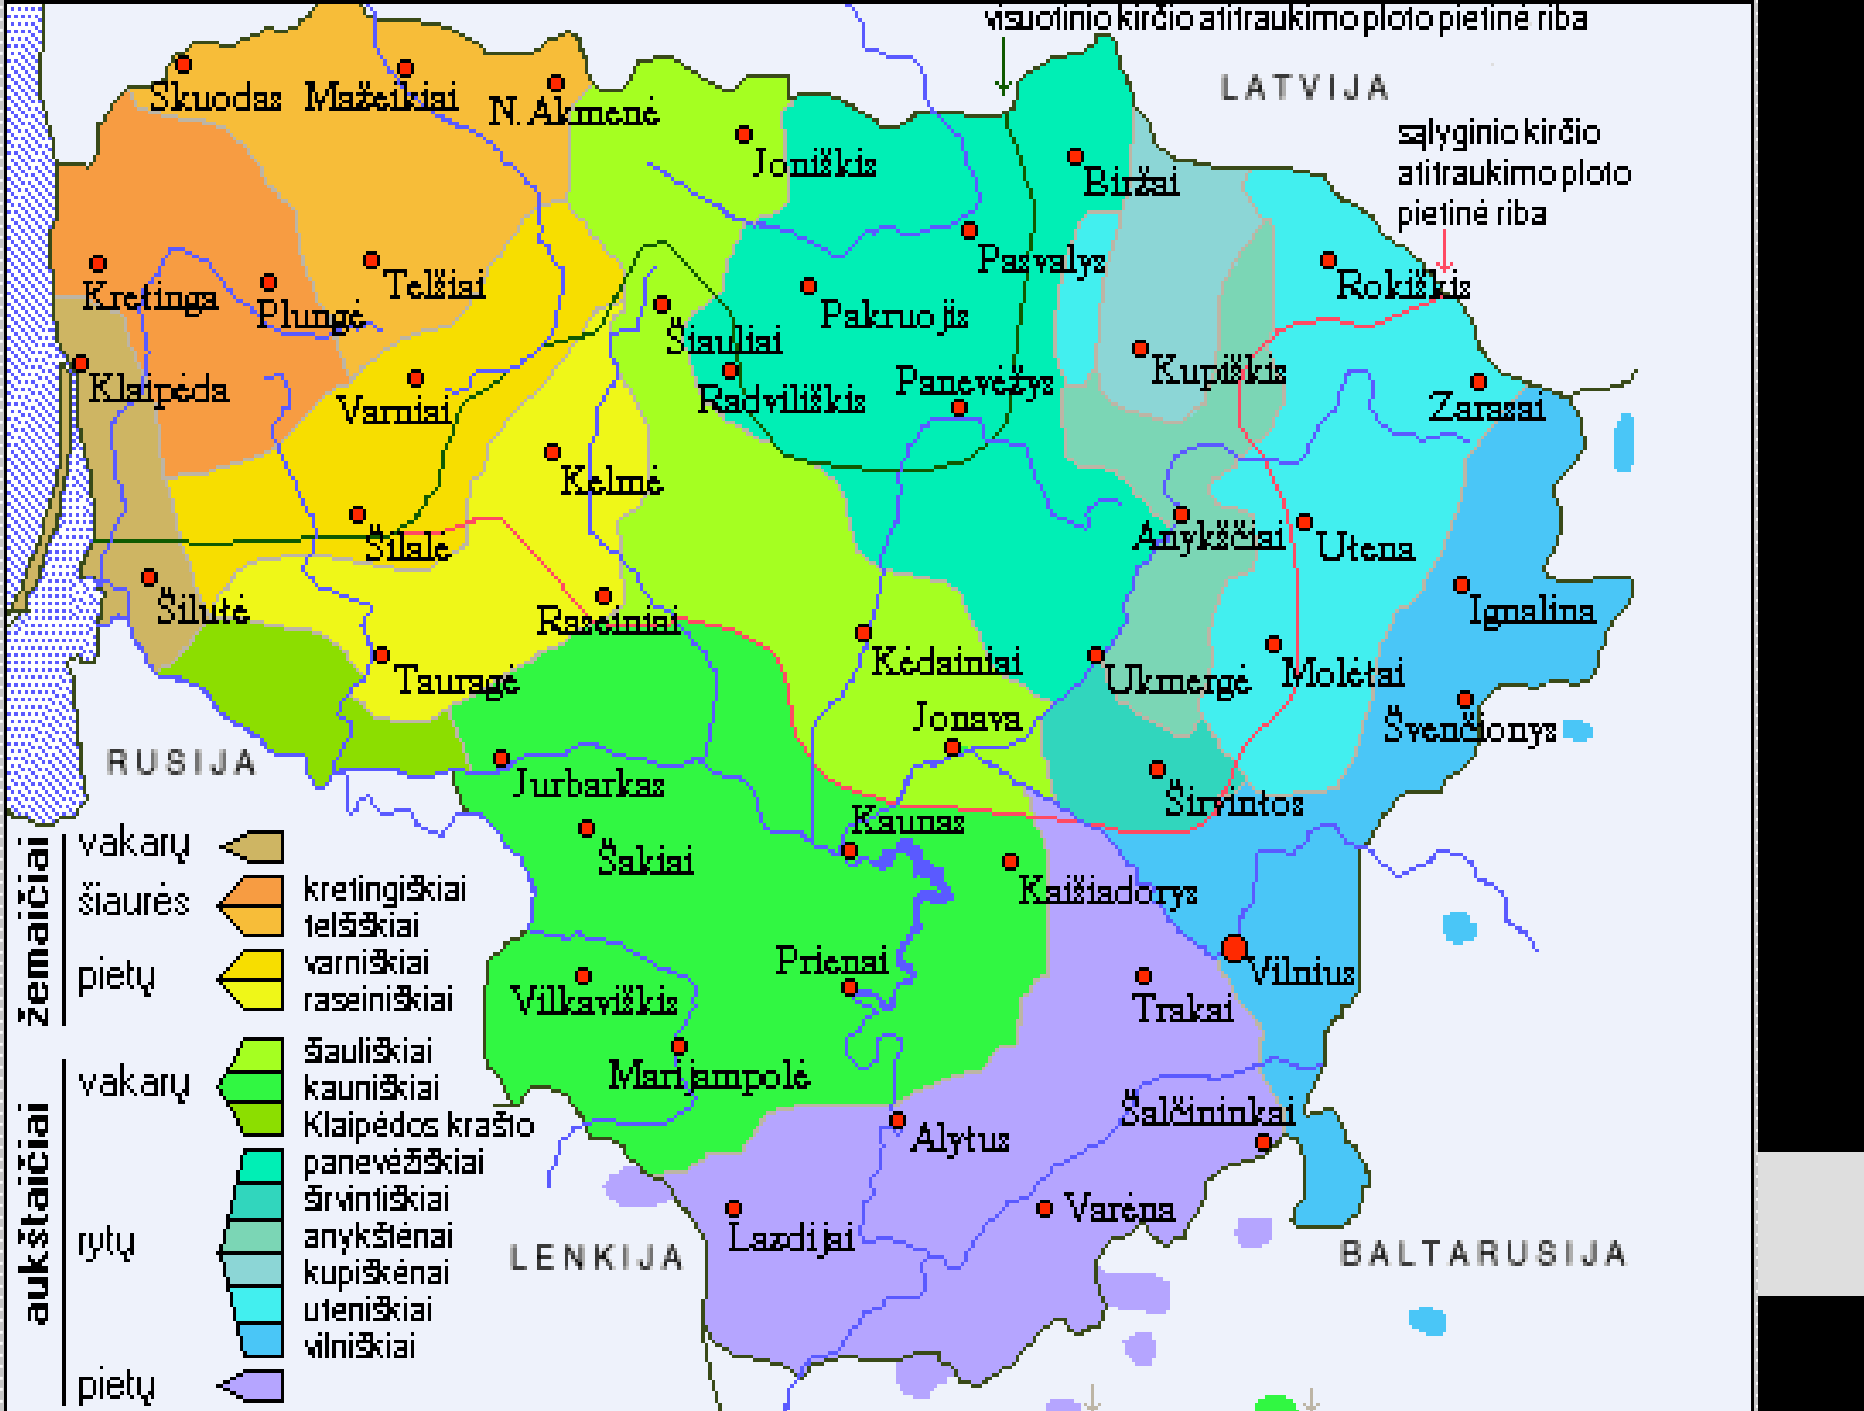 visuotinio kirčio atitraukimo ploto pietinė riba
LATVIJA
sąlyginio kirčio
atitraukimo ploto
pietinė riba
Skuodas
Mažeikiai
N. Akmenė
Joniškis
Biržai
Pasvalys
Rokiškis
Kretinga
Plungė
Telšiai
Šiauliai
Pakruojis
Kupiškis
Klaipėda
Varniai
Radviliškis
Panevėžys
Zarasai
Kelmė
Šilalė
Anykščiai
Utena
Šilutė
Raseiniai
Ignalina
Tauragė
Kėdainiai
Ukmergė
Molėtai
Jonava
Švenčionys
RUSIJA
Jurbarkas
Širvintos
Kaunas
Šakiai
Kaišiadorys
Prienai
Vilnius
Vilkaviškis
Trakai
Marijampolė
Šalčininkai
Alytus
Varėna
Lazdijai
LENKIJA
BALTARUSIJA
žemaičiai
vakarų
šiaurės
kretingiškiai
telšiškiai
pietų
varniškiai
raseiniškiai
aukštaičiai
vakarų
šiauliškiai
kauniškiai
Klaipėdos krašto
rytų
panevėžiškiai
širvintiškiai
anykštėnai
kupiškėnai
uteniškiai
vilniškiai
pietų